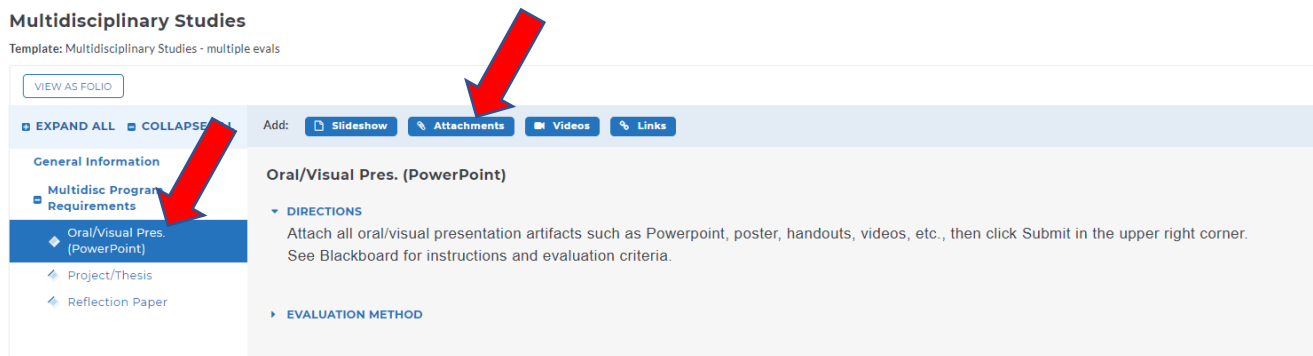 Multidisciplinary Studies
Template: Multidisciplinary Studies - multiple evals
VIEW AS FOLIO
EXPAND ALL COLLAPSE
Add: Slideshow Attachments Videos Links
General Information
Multidisc Program
Requirements
Oral/Visual Pres.
(PowerPoint)
Project/Thesis
Reflection Paper
Oral/Visual Pres. (PowerPoint)
DIRECTIONS
Attach all oral/visual presentation artifacts such as Powerpoint, poster, handouts, videos, etc., then click Submit in the upper right corner.
See Blackboard for instructions and evaluation criteria.
EVALUATION METHOD